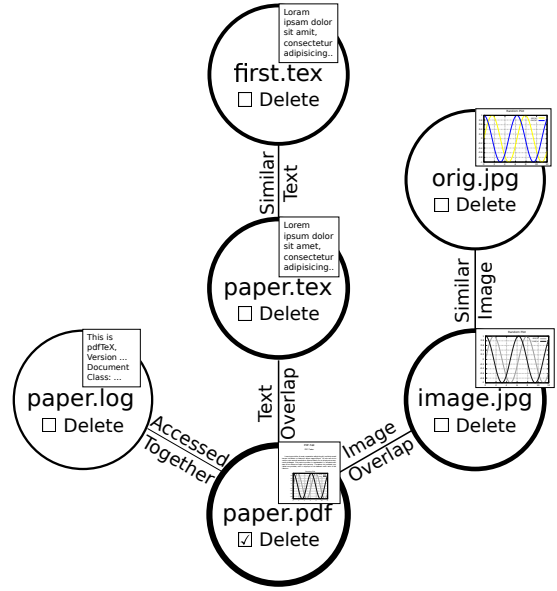 Loram
ipsam dolor
sit amit,
consectetur
adipisicing..
first.tex
Delete
Similar
Text
orig.jpg
Delete
Similar
Image
Lorem
ipsum dolor
sit amet,
consectetur
adipisicing..
paper.tex
Delete
This is
pdfTeX,
Version ...
Document
Class: ...
paper.log
Delete
Text
Overlap
image.jpg
Delete
Accessed
Together
Image
Overlap
paper.pdf
Delete